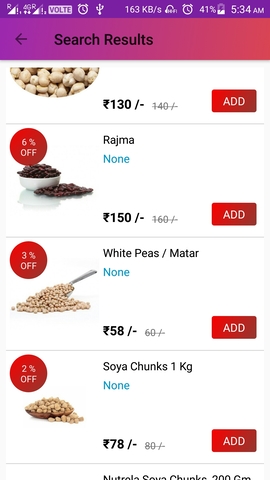 4G R VOLTE 163 KB/S 41% 5:34 AM
Search Results
₹130 /- 140 /-
ADD
6 %
OFF
Rajma
None
₹150 /- 160 /-
ADD
3 %
OFF
White Peas / Matar
None
₹58 /- 60 /-
ADD
2 %
OFF
Soya Chunks 1 Kg
None
₹78 /- 80 /-
ADD
Nutrela Soya Chunks 200 Gm